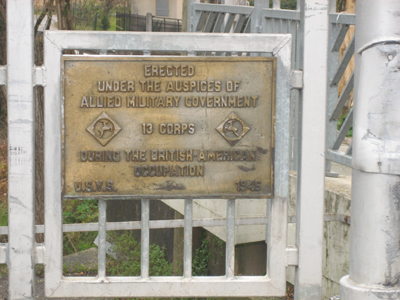 ERECTED
UNDER THE AUSPICES OF
ALLIED MILITARY GOVERNMENT
13 CORPS
DURING THE BRITISH-AMERICAN
OCCUPATION
1945